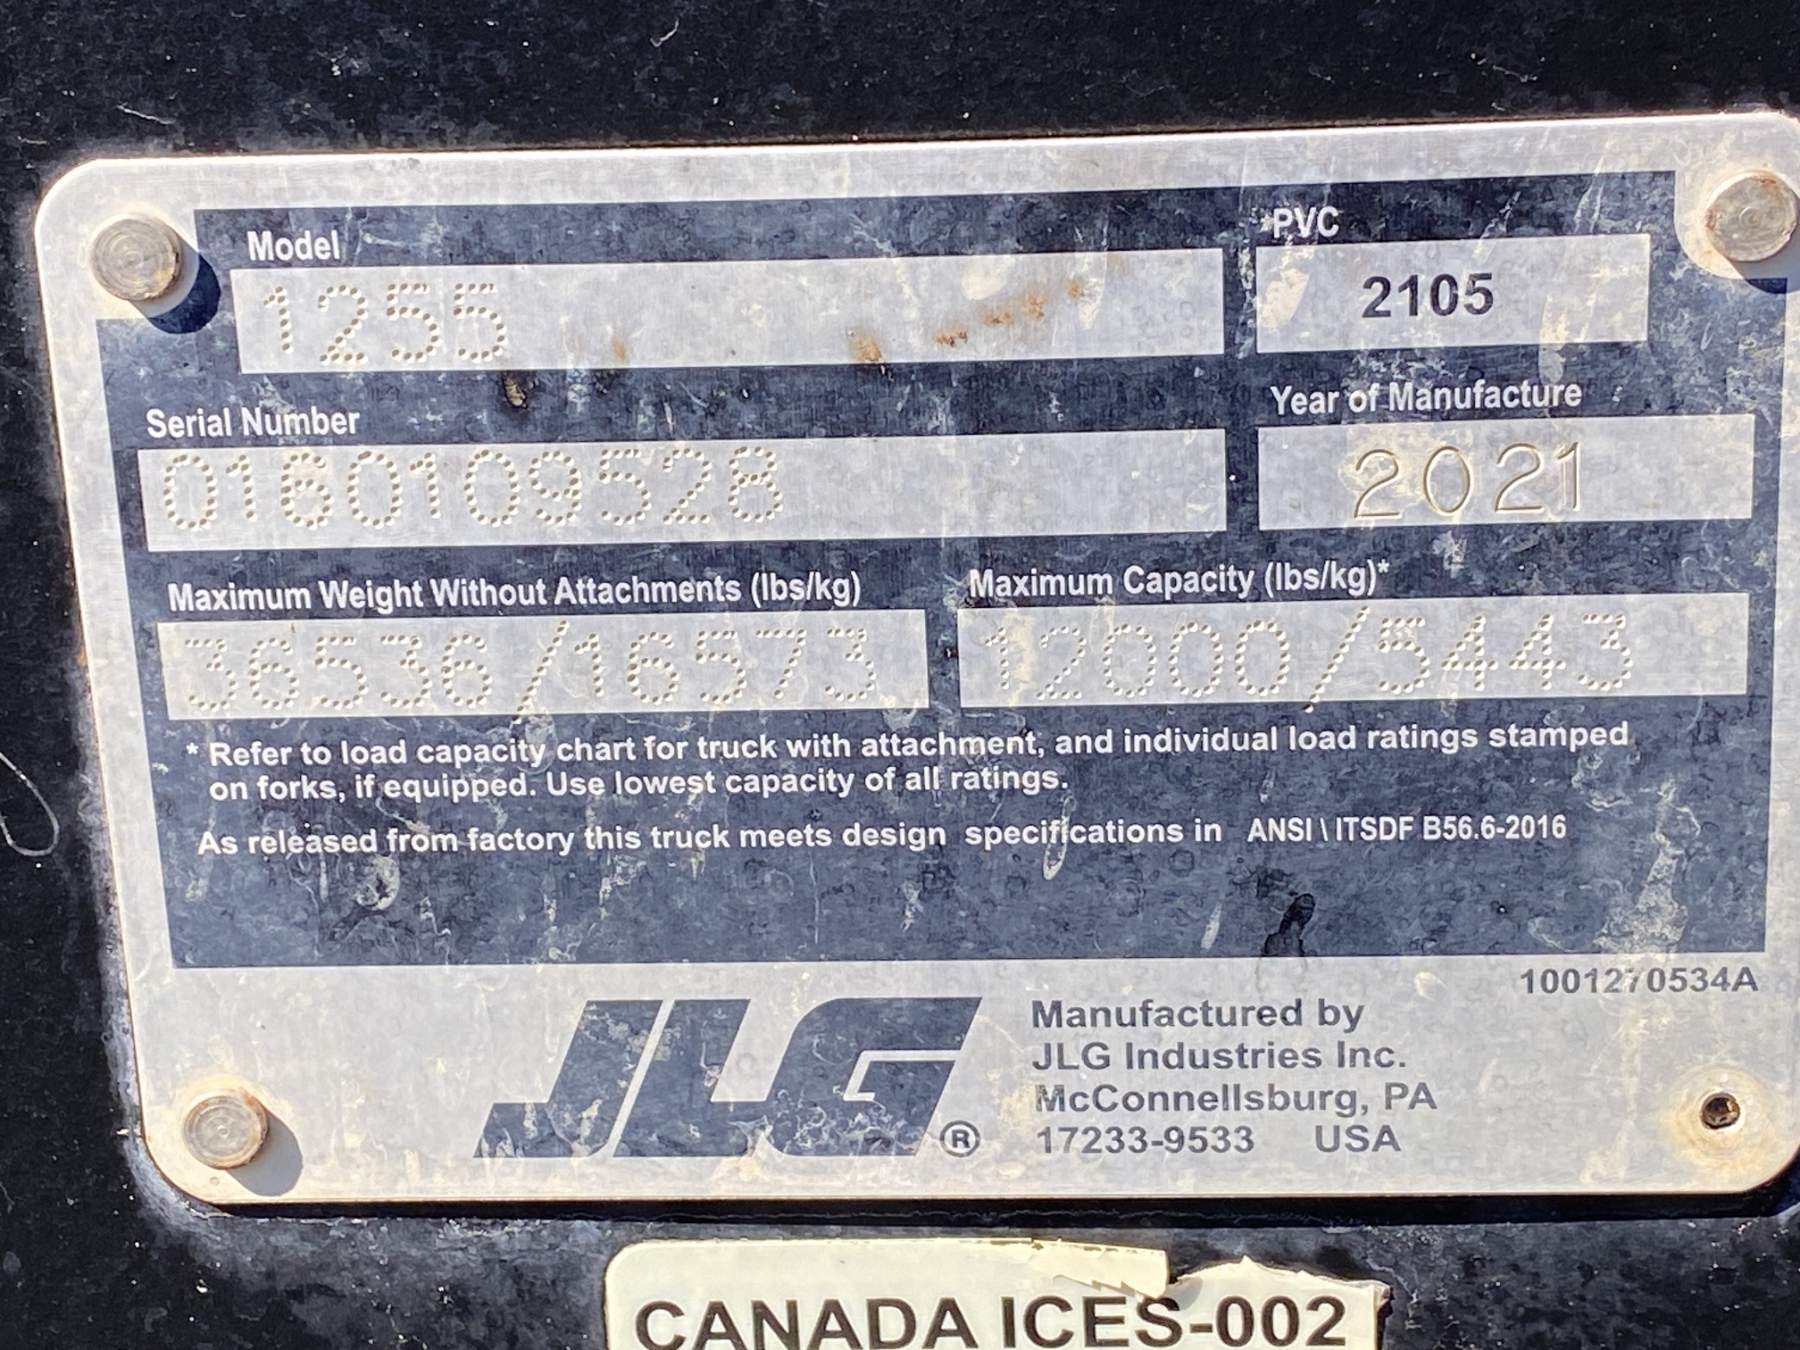 Model
PVC
1255
2105
Serial Number
Year of Manufacture
0160109528
2021
Maximum Weight Without Attachments (lbs/kg)
Maximum Capacity (lbs/kg)*
36536/16573
12000/5443
* Refer to load capacity chart for truck with attachment, and individual load ratings stamped
on forks, if equipped. Use lowest capacity of all ratings.
As released from factory this truck meets design specifications in ANSI \ ITSDF B56.6-2016
1001270534A
JLG®
Manufactured by
JLG Industries Inc.
McConnellsburg, PA
17233-9533 USA
CANADA ICES-002